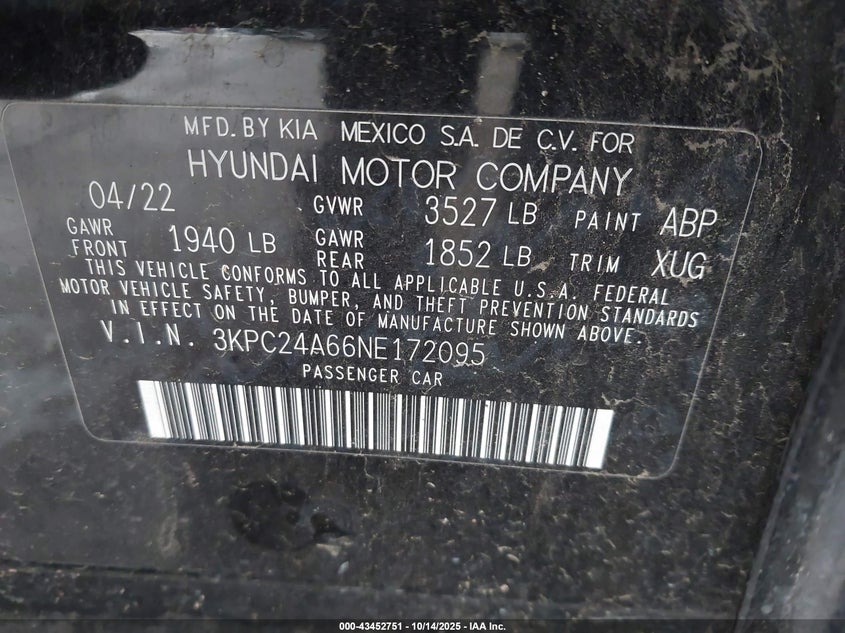 MFD. BY KIA MEXICO S.A. DE C.V. FOR
HYUNDAI MOTOR COMPANY
04/22 GVWR 3527 LB PAINT ABP
GAWR FRONT 1940 LB GAWR REAR 1852 LB TRIM XUG
THIS VEHICLE CONFORMS TO ALL APPLICABLE U.S.A. FEDERAL
MOTOR VEHICLE SAFETY, BUMPER, AND THEFT PREVENTION STANDARDS
IN EFFECT ON THE DATE OF MANUFACTURE SHOWN ABOVE.
V.I.N. 3KPC24A66NE172095
PASSENGER CAR
000-43452751 | 10/14/2025 - IAA Inc.